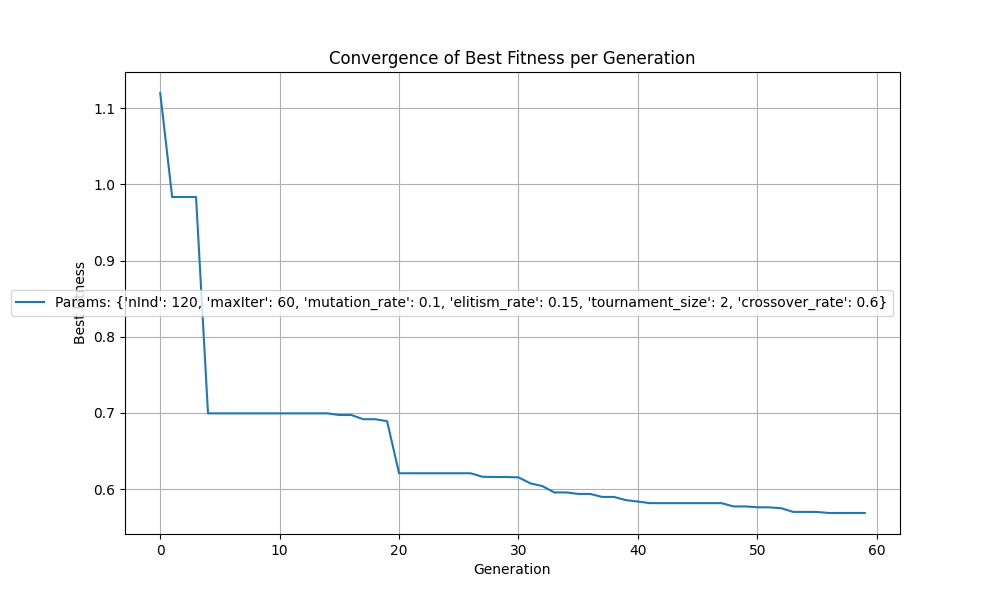 Convergence of Best Fitness per Generation
1.1
1.0
0.9
0.8
0.7
0.6
Best
ness
Params: {'nInd': 120, 'maxIter': 60, 'mutation_rate': 0.1, 'elitism_rate': 0.15, 'tournament_size': 2, 'crossover_rate': 0.6}
0 10 20 30 40 50 60
Generation